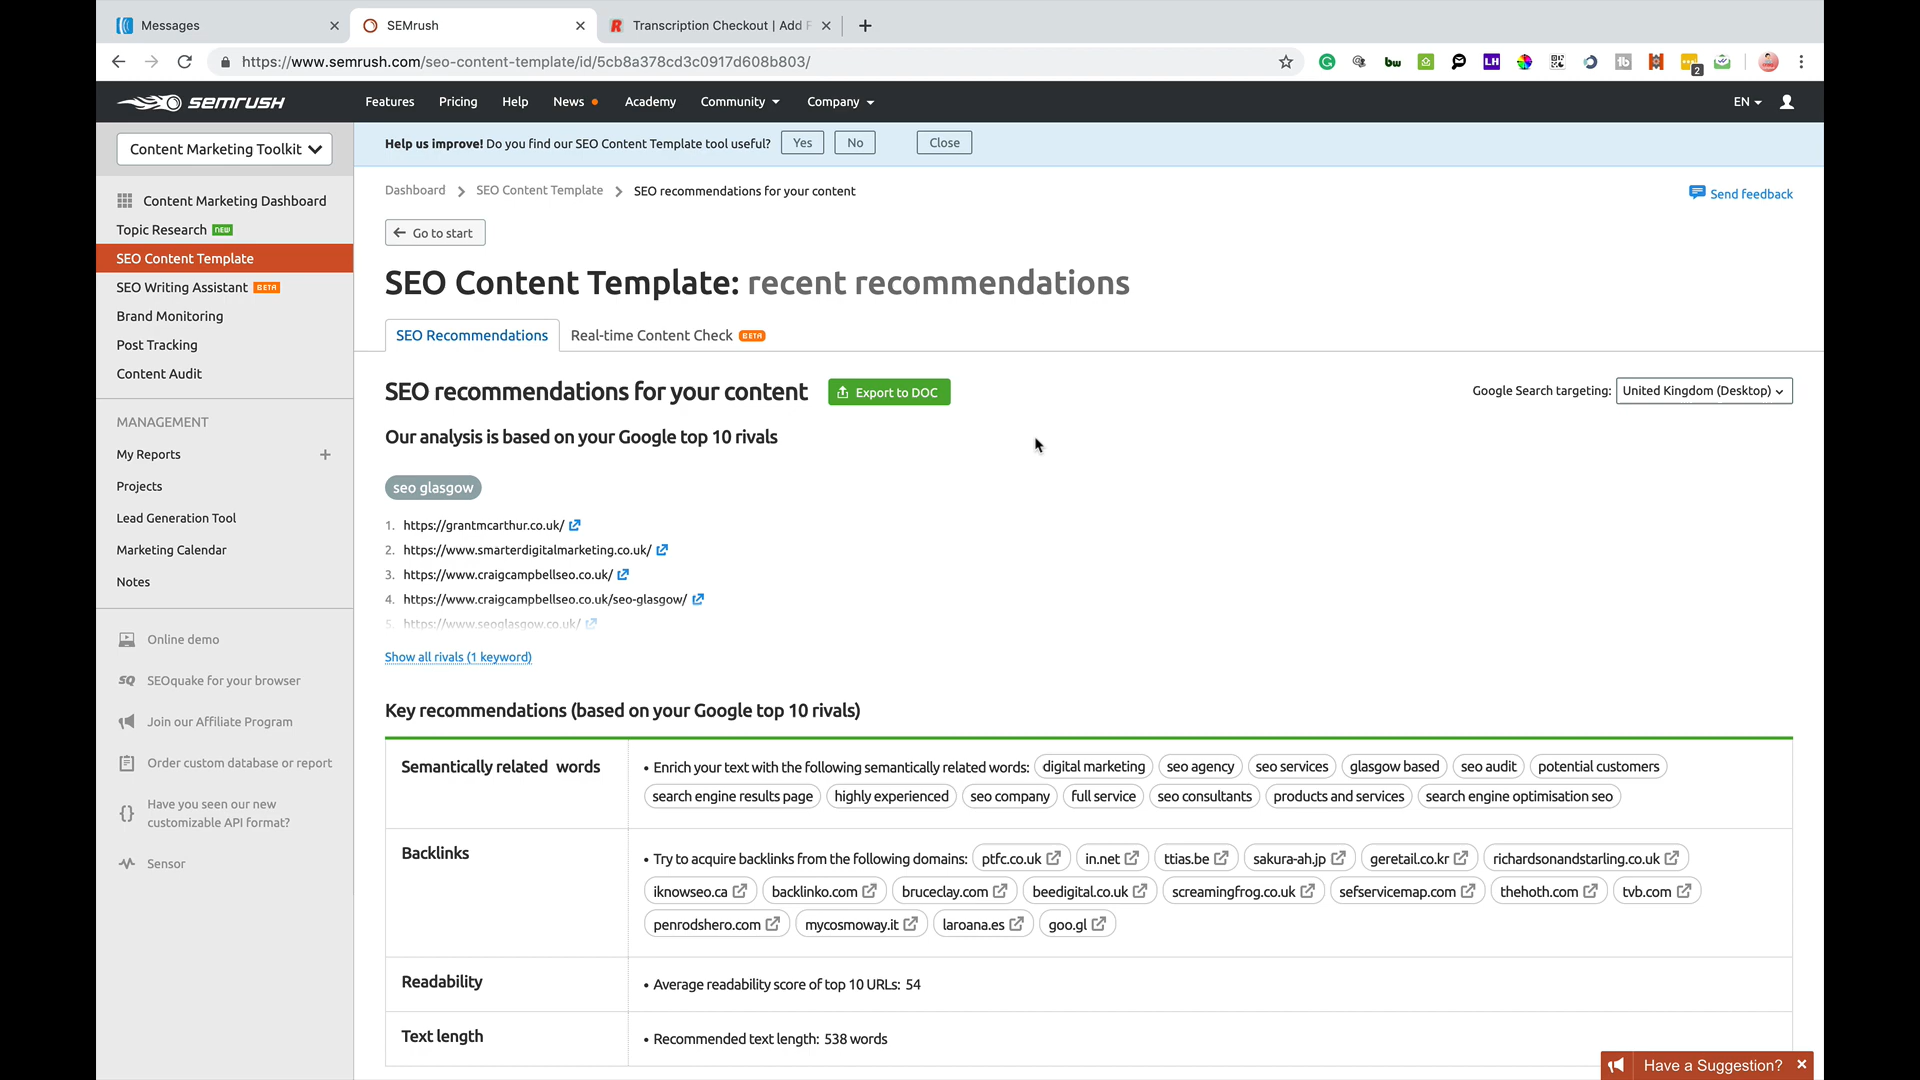 Messages
SEMrush
Transcription Checkout | Add F
https://www.semrush.com/seo-content-template/id/5cb8a378cd3c0917d608b803/
bw
LH
tb
2
SEMRUSH
Features
Pricing
Help
News
Academy
Community
Company
EN
Content Marketing Toolkit
Help us improve! Do you find our SEO Content Template tool useful?
Yes
No
Close
Content Marketing Dashboard
Topic Research NEW
SEO Content Template
SEO Writing Assistant BETA
Brand Monitoring
Post Tracking
Content Audit
MANAGEMENT
My Reports
Projects
Lead Generation Tool
Marketing Calendar
Notes
Online demo
SQ SEOquake for your browser
Join our Affiliate Program
Order custom database or report
Have you seen our new
customizable API format?
Sensor
Dashboard
SEO Content Template
SEO recommendations for your content
Send feedback
Go to start
SEO Content Template: recent recommendations
SEO Recommendations
Real-time Content Check BETA
SEO recommendations for your content
Export to DOC
Google Search targeting: United Kingdom (Desktop)
Our analysis is based on your Google top 10 rivals
seo glasgow
1. https://grantmcarthur.co.uk/
2. https://www.smarterdigitalmarketing.co.uk/
3. https://www.craigcampbellseo.co.uk/
4. https://www.craigcampbellseo.co.uk/seo-glasgow/
5. https://www.seoglasgow.co.uk/
Show all rivals (1 keyword)
Key recommendations (based on your Google top 10 rivals)
Semantically related words
• Enrich your text with the following semantically related words: digital marketing seo agency seo services glasgow based seo audit potential customers
search engine results page highly experienced seo company full service seo consultants products and services search engine optimisation seo
Backlinks
• Try to acquire backlinks from the following domains: ptfc.co.uk in.net ttias.be sakura-ah.jp geretail.co.kr richardsonandstarling.co.uk
iknowseo.ca backlinko.com bruceclay.com beedigital.co.uk screamingfrog.co.uk sefservicemap.com thehoth.com tvb.com
penrodshero.com mycosmoway.it laroana.es goo.gl
Readability
• Average readability score of top 10 URLs: 54
Text length
• Recommended text length: 538 words
Have a Suggestion?